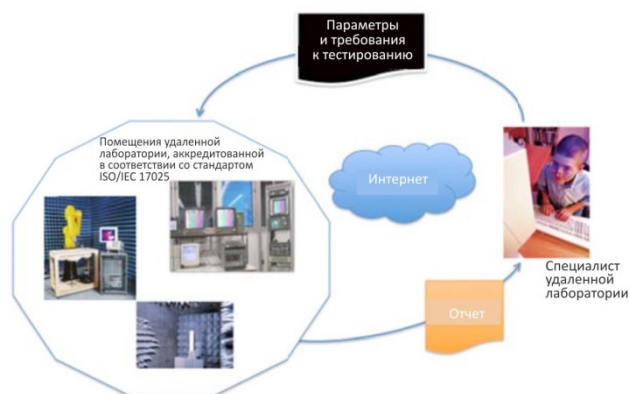 Параметры
и требования
к тестированию
Помещения удаленной
лаборатории, аккредитованной
в соответствии со стандартом
ISO/IEC 17025
Интернет
Специалист
удаленной
лаборатории
Отчет